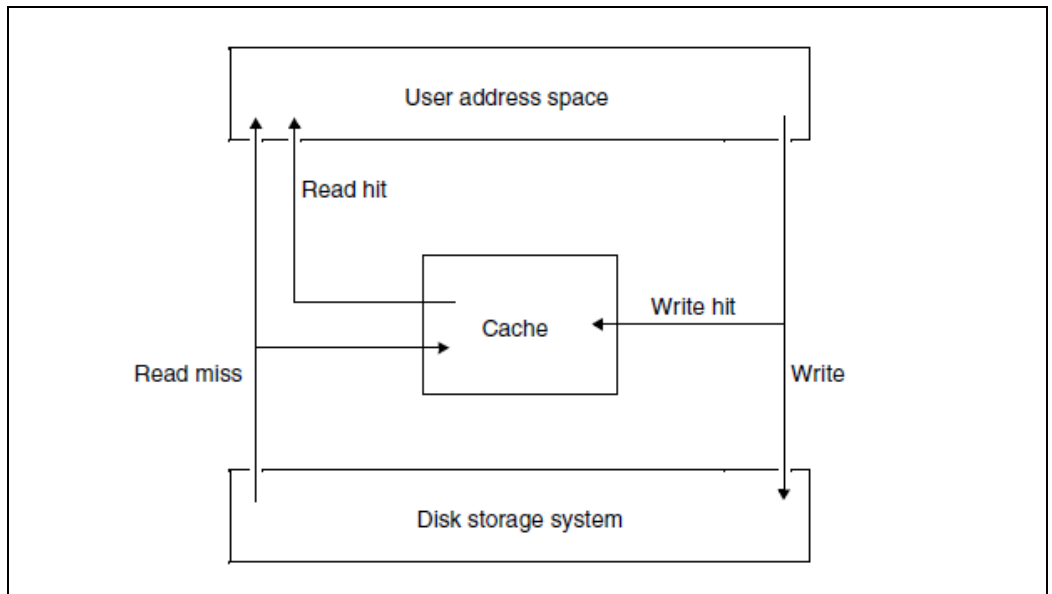 User address space
Read hit
Write hit
Cache
Read miss
Write
Disk storage system